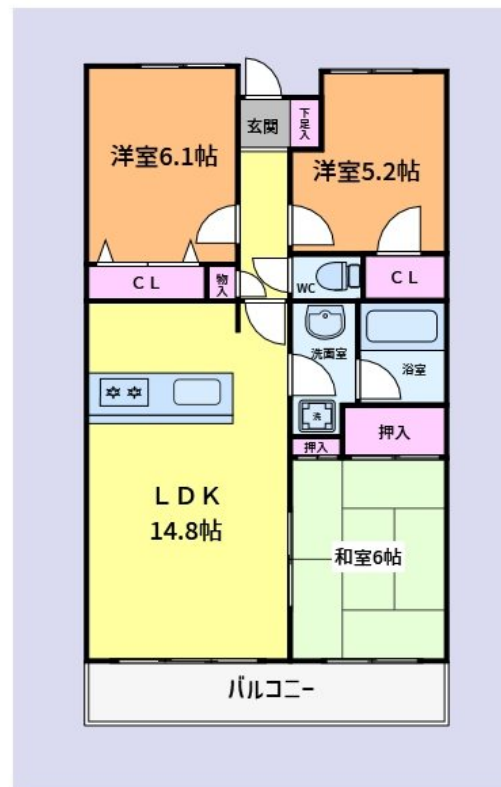 玄関
下足入
洋室6.1帖
洋室5.2帖
CL
物入
WC
CL
洗面室
浴室
洗
押入
押入
LDK
14.8帖
和室6帖
バルコニー